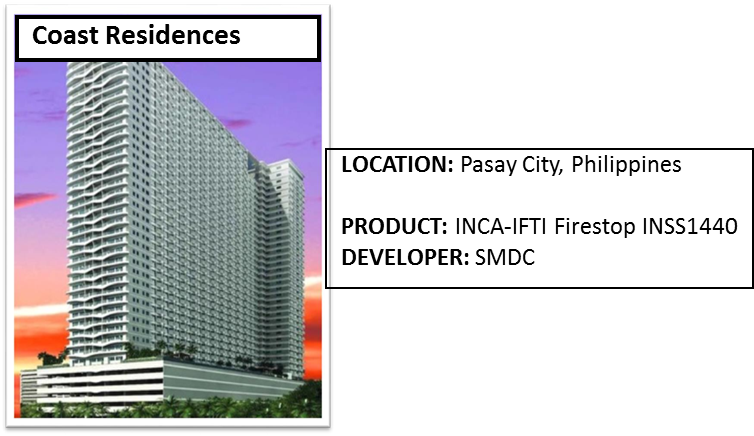 Coast Residences
LOCATION: Pasay City, Philippines
PRODUCT: INCA-IFTI Firestop INSS1440
DEVELOPER: SMDC